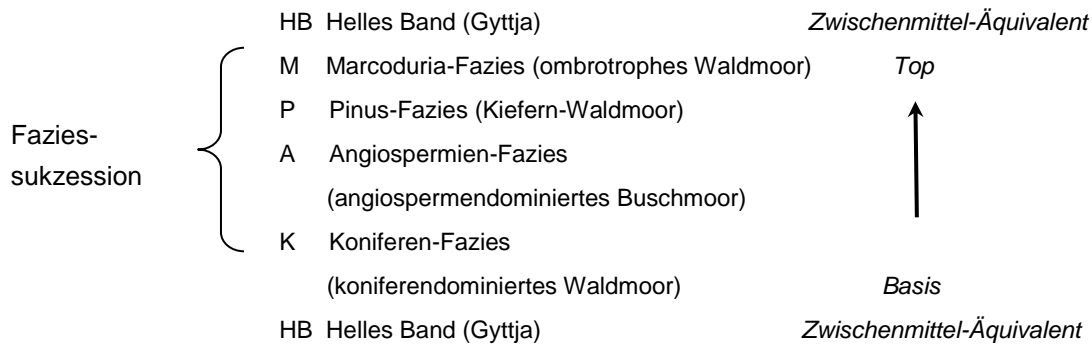 HB Helles Band (Gyttja) Zwischenmittel-Äquivalent
M Marcoduria-Fazies (ombrotrophes Waldmoor) Top
P Pinus-Fazies (Kiefern-Waldmoor)
Fazies-
sukzession
A Angiospermien-Fazies
(angiospermendominiertes Buschmoor)
K Koniferen-Fazies
(koniferendominiertes Waldmoor) Basis
HB Helles Band (Gyttja) Zwischenmittel-Äquivalent